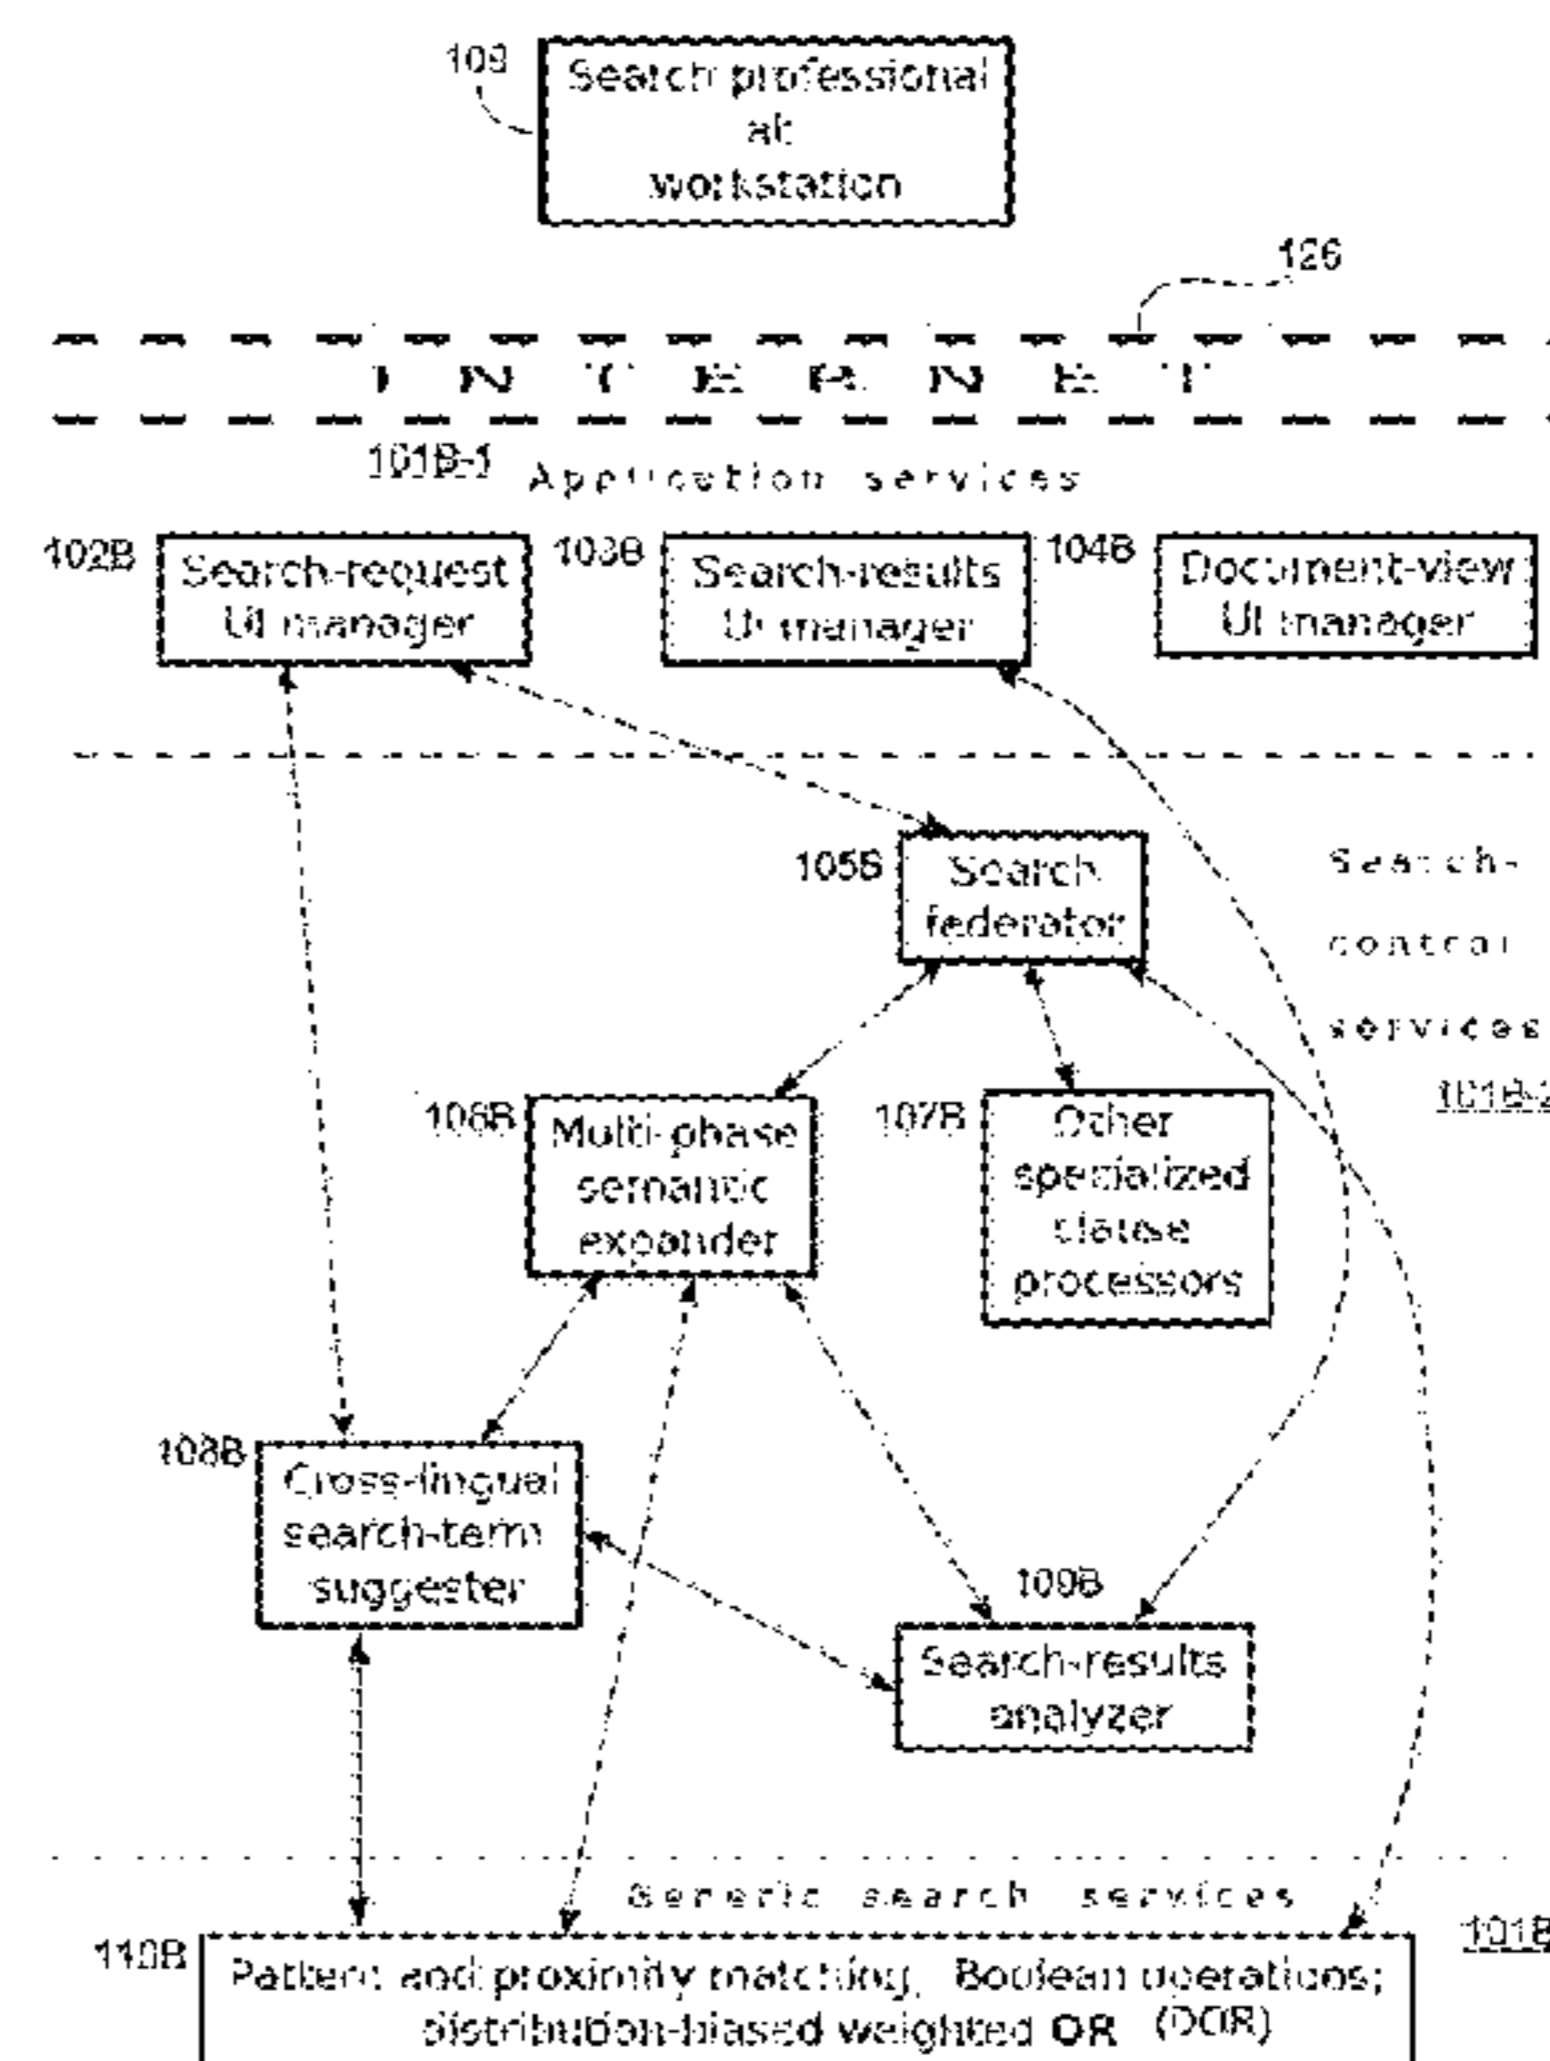 109
Search professional
at
workstation
126
INTERNET
101B-1
Application services
102B
Search-request
UI manager
103B
Search-results
UI manager
104B
Document-view
UI manager
105B
Search
federator
Search-
control
services
101B-2
106B
Multi-phase
semantic
expander
107B
Other
specialized
clause
processors
108B
Cross-lingual
search-term
suggester
109B
Search-results
analyzer
Generic search services
101B
110B
Pattern and proximity matching, Boolean operations;
distribution-biased weighted OR (DOR)